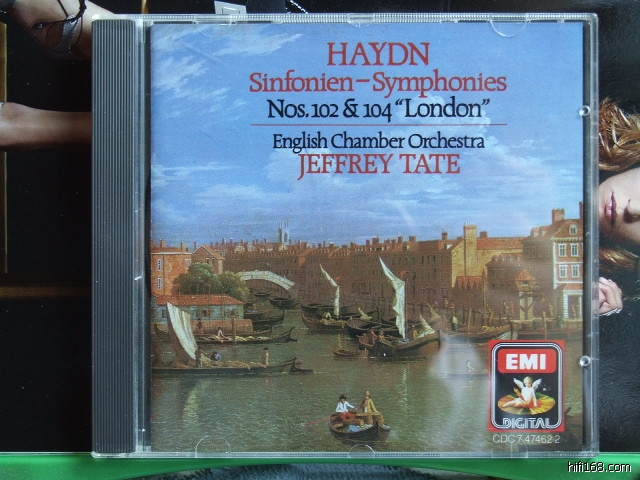 HAYDN
Sinfonien–Symphonies
Nos. 102 & 104 “London”
English Chamber Orchestra
JEFFREY TATE
EMI
DIGITAL
CDC 7 47462 2
hifi168.com